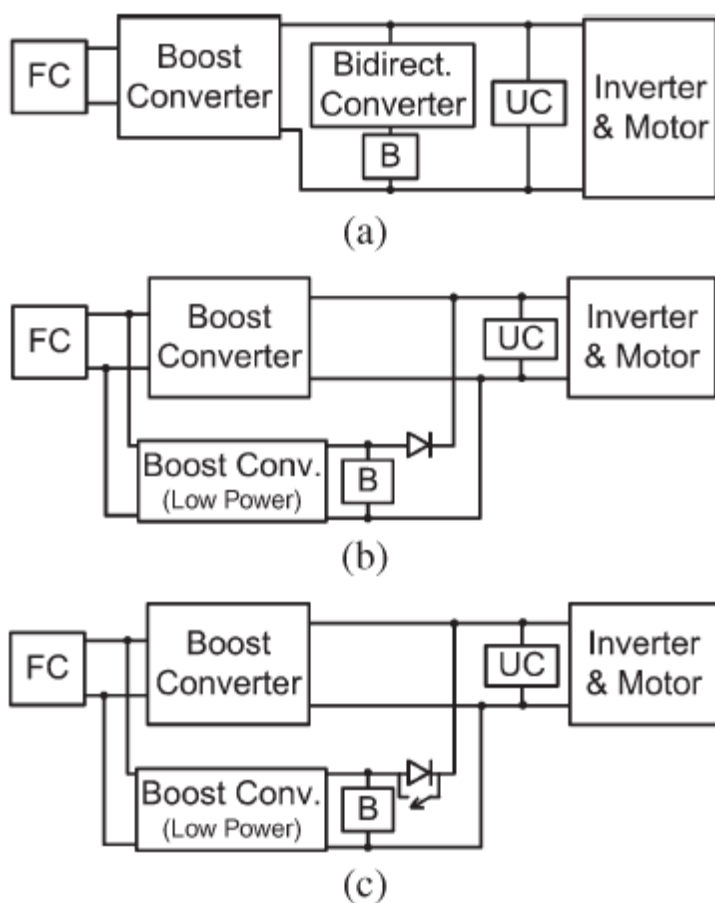 FC
Boost
Converter
Bidirect.
Converter
B
UC
Inverter
& Motor
(a)
FC
Boost
Converter
UC
Inverter
& Motor
Boost Conv.
(Low Power)
B
(b)
FC
Boost
Converter
UC
Inverter
& Motor
Boost Conv.
(Low Power)
B
(c)